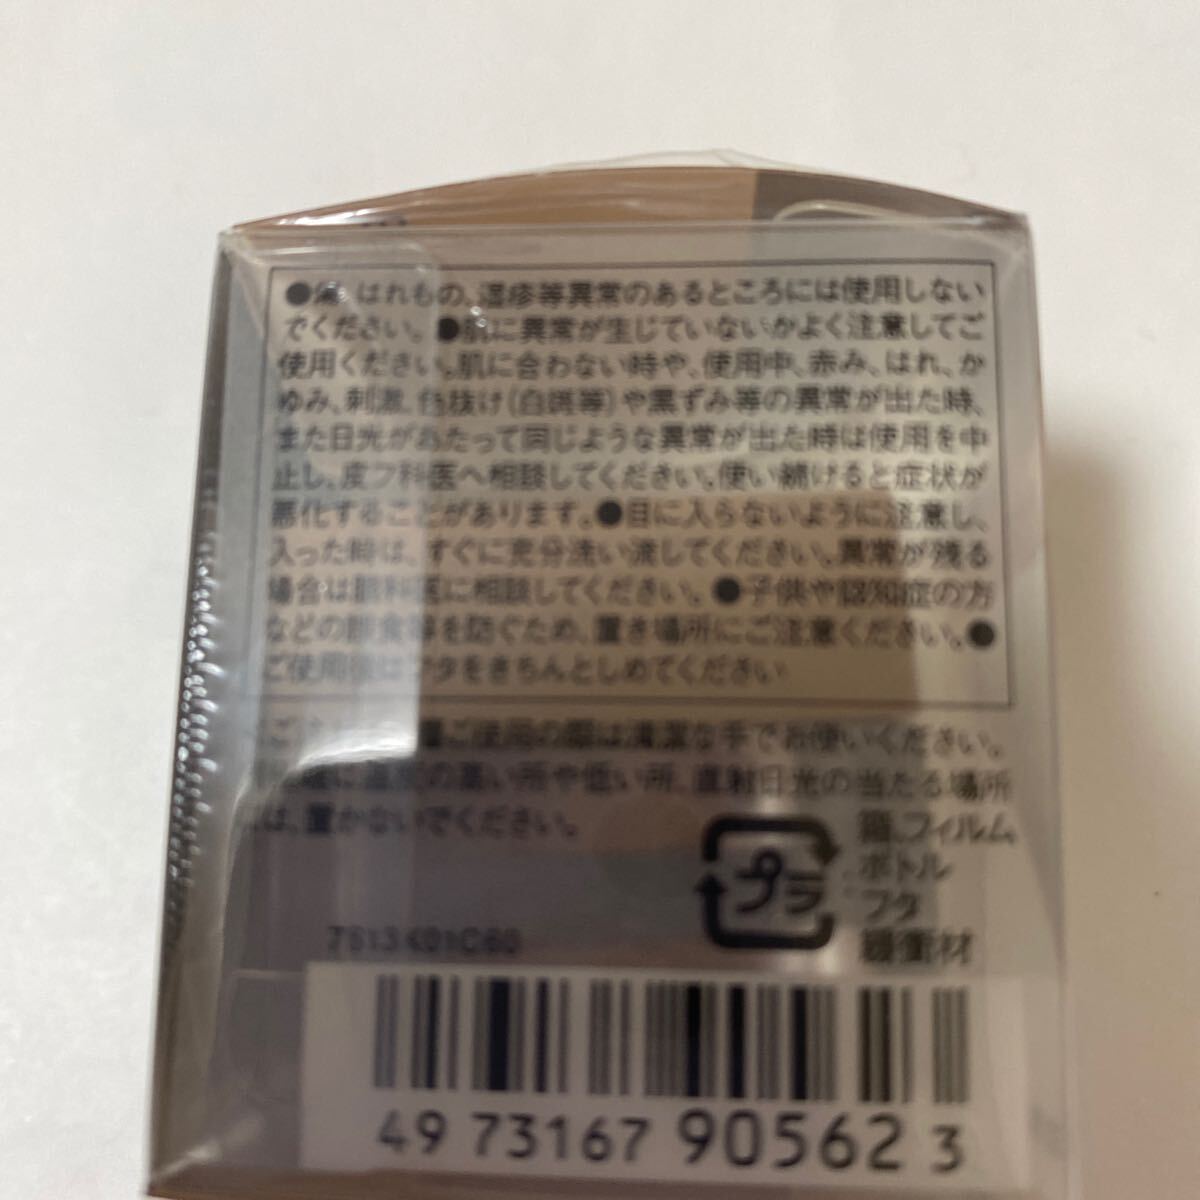 ●傷、はれもの、湿疹等異常のあるところには使用しない
でください。●肌に異常が生じていないかよく注意してご
使用ください。肌に合わない時や、使用中、赤み、はれ、か
ゆみ、刺激、色抜け(白斑等)や黒ずみ等の異常が出た時、
また日光があたって同じような異常が出た時は使用を中
止し、皮フ科医へ相談してください。使い続けると症状が
悪化することがあります。●目に入らないように注意し、
入った時は、すぐに充分洗い流してください。異常が残る
場合は眼科医に相談してください。●子供や認知症の方
などの誤食等を防ぐため、置き場所にご注意ください。●
ご使用後はフタをきちんとしめてください
ご使用の際は清潔な手でお使いください。
の高い所や低い所、直射日光の当たる場所
は、置かないでください。
プラ
箱、フィルム、
ボトル
フタ
緩衝材
7513K01C60
4973167905623